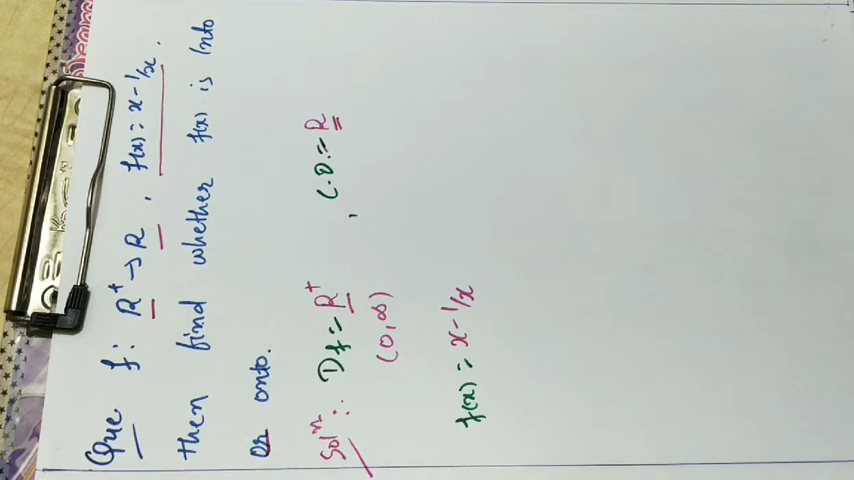 Que f: R⁺→R, f(x)= x-1/x.
then find whether f(x) is Into
or onto.
Solⁿ: Df = R⁺, C.D.= R
(0,∞)
f(x) = x-1/x